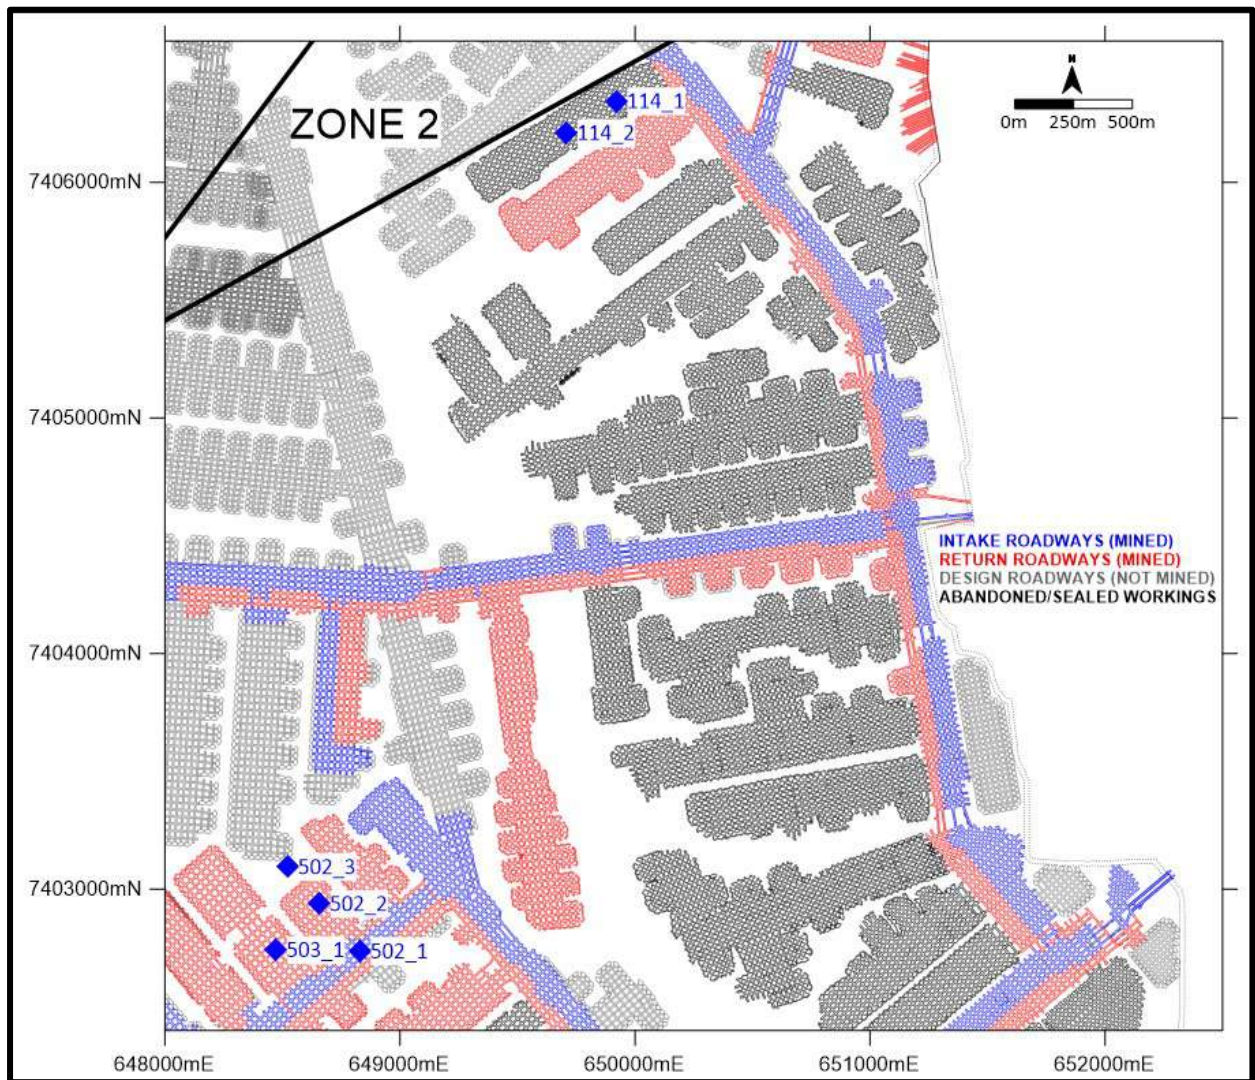 N
0m 250m 500m
ZONE 2
114_1
114_2
7406000mN
7405000mN
INTAKE ROADWAYS (MINED)
RETURN ROADWAYS (MINED)
DESIGN ROADWAYS (NOT MINED)
ABANDONED/SEALED WORKINGS
7404000mN
502_3
7403000mN
502_2
503_1
502_1
648000mE 649000mE 650000mE 651000mE 652000mE